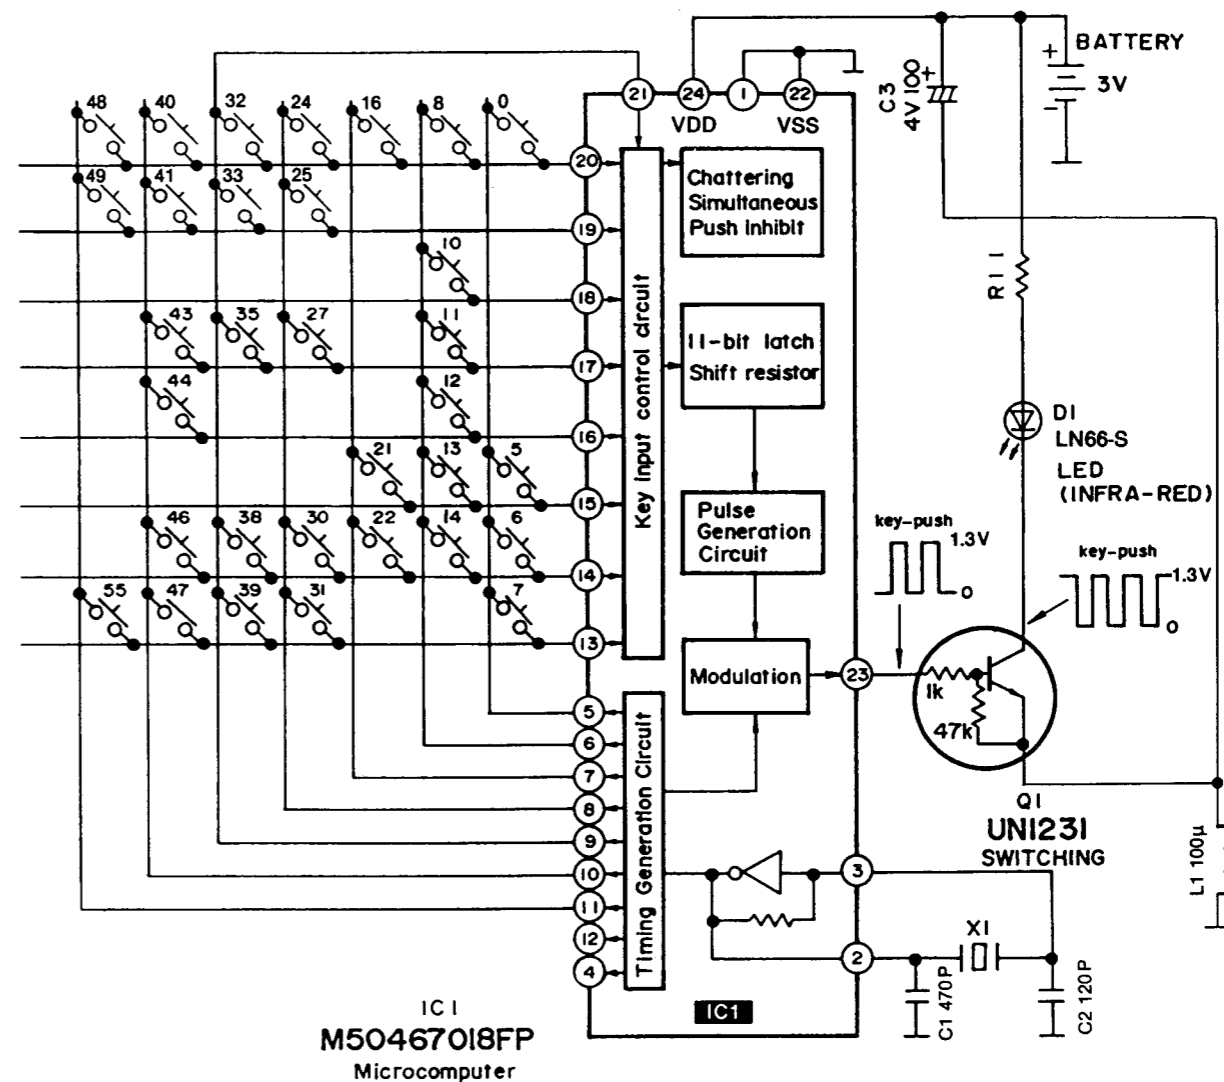 BATTERY
3V
C3
4V 100
21
24
1
22
VDD
VSS
48 40 32 24 16 8 0
20
49 41 33 25
19
10
18
43 35 27 11
17
44 12
16
21 13 5
15
46 38 30 22 14 6
14
55 47 39 31 7
13
Key input control circuit
Chattering
Simultaneous
Push Inhibit
11-bit latch
Shift resistor
Pulse
Generation
Circuit
Modulation
R1 1
D1
LN66-S
LED
(INFRA-RED)
key-push
1.3V
0
key-push
1.3V
0
23
1k
47k
Q1
UN1231
SWITCHING
L1 100μ
5
6
7
8
9
10
11
12
4
Timing Generation Circuit
3
2
X1
C1 470P
C2 120P
IC1
IC1
M50467018FP
Microcomputer